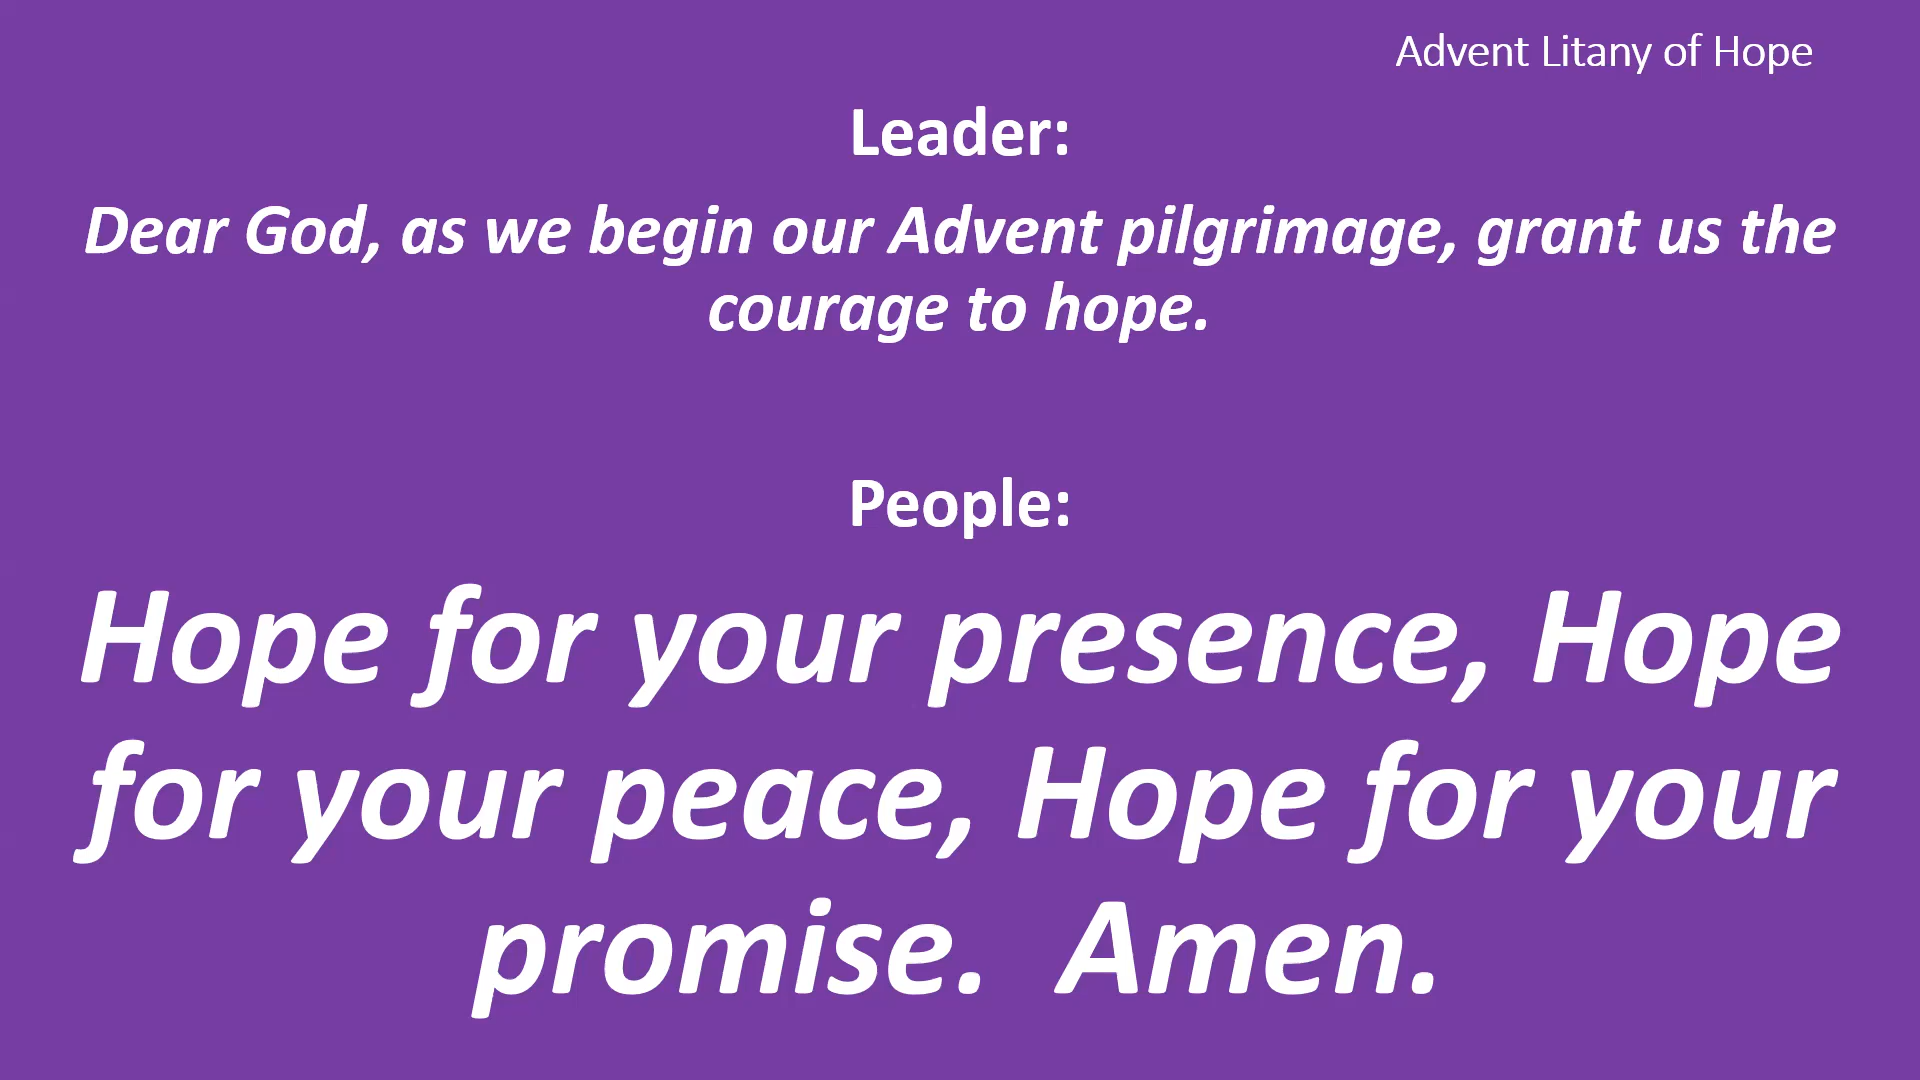 Advent Litany of Hope
Leader:
Dear God, as we begin our Advent pilgrimage, grant us the
courage to hope.
People:
Hope for your presence, Hope
for your peace, Hope for your
promise.  Amen.